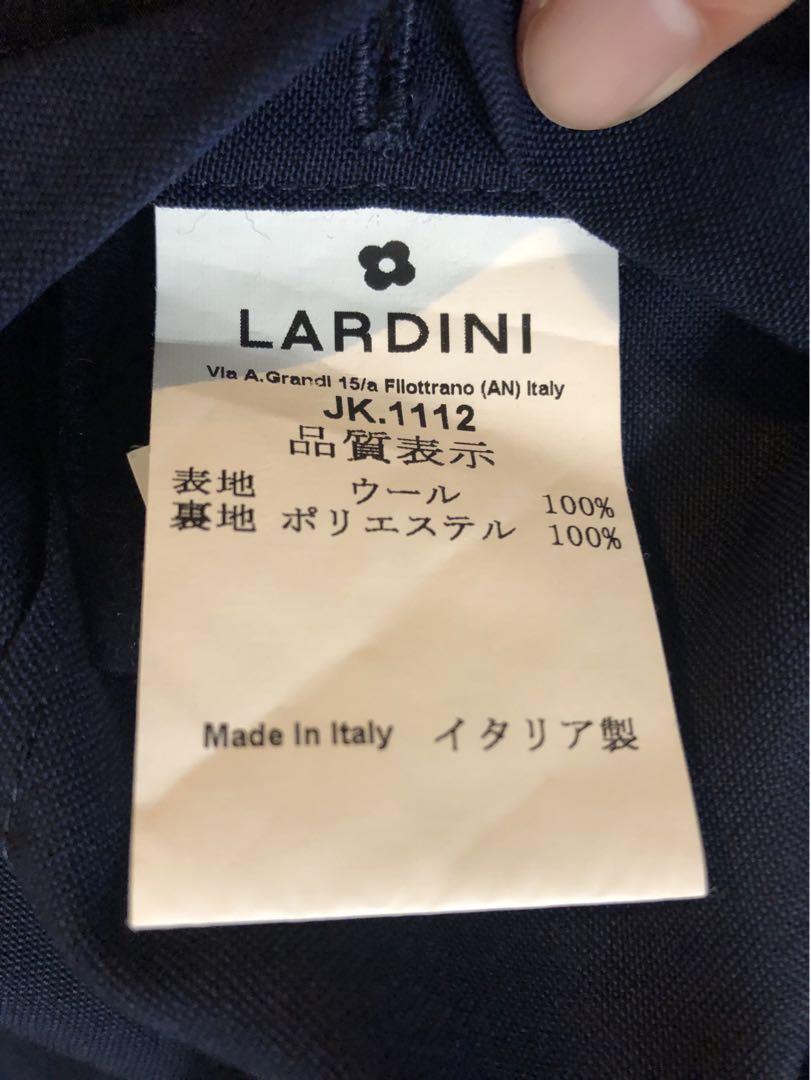 LARDINI
Via A.Grandi 15/a Filottrano (AN) Italy
JK.1112
品質表示
表地 ウール 100%
裏地 ポリエステル 100%
Made In Italy イタリア製